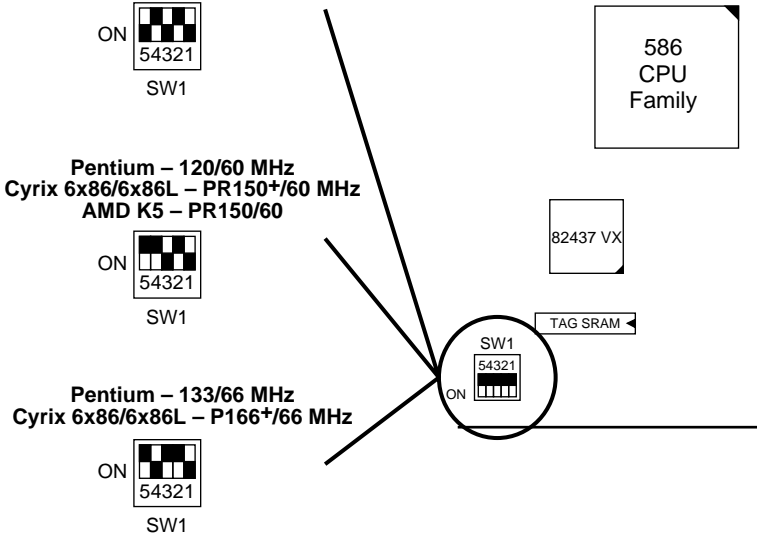 ON
54321
SW1
Pentium – 120/60 MHz
Cyrix 6x86/6x86L – PR150+/60 MHz
AMD K5 – PR150/60
ON
54321
SW1
Pentium – 133/66 MHz
Cyrix 6x86/6x86L – P166+/66 MHz
ON
54321
SW1
586
CPU
Family
82437 VX
TAG SRAM
SW1
54321
ON